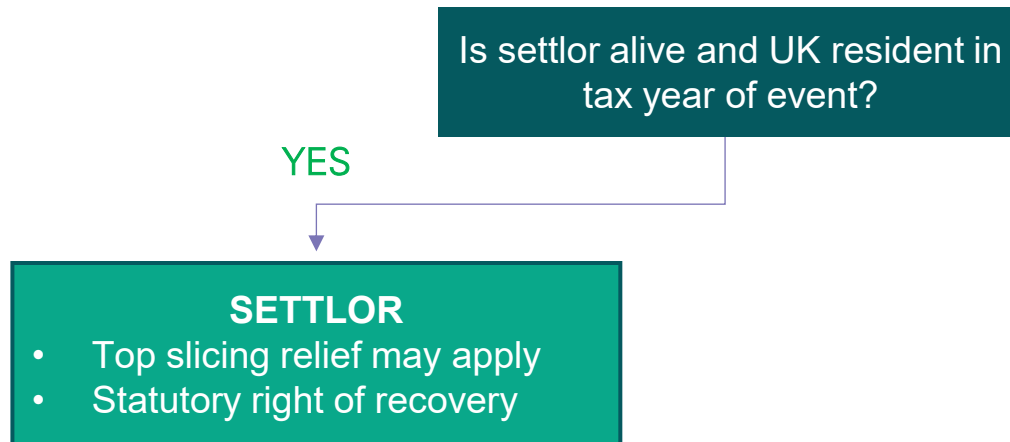 Is settlor alive and UK resident in
tax year of event?
YES
SETTLOR
• Top slicing relief may apply
• Statutory right of recovery